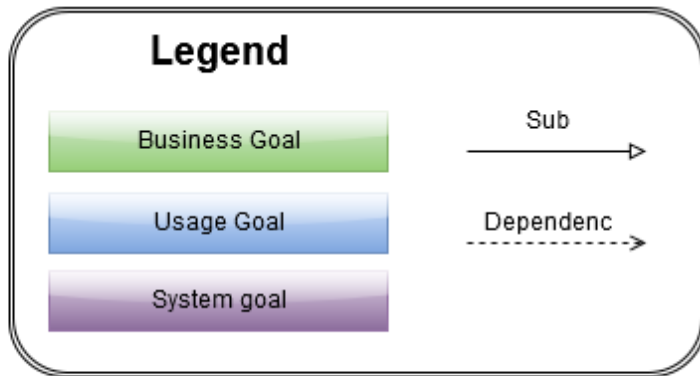 Legend
Business Goal
Sub
Usage Goal
Dependenc
System goal